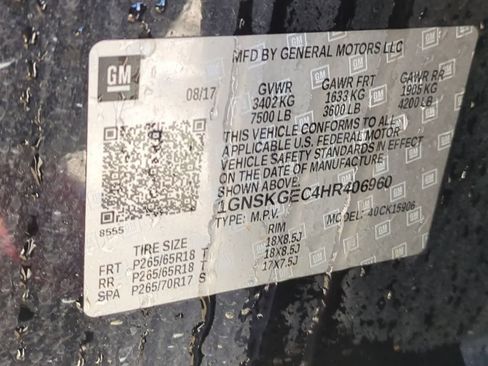 GM
MFD BY GENERAL MOTORS LLC
08/17
GVWR GAWR FRT GAWR RR
3402 KG 1633 KG 1905 KG
7500 LB 3600 LB 4200 LB
THIS VEHICLE CONFORMS TO ALL
APPLICABLE U.S. FEDERAL MOTOR
VEHICLE SAFETY STANDARDS IN EFFECT
ON THE DATE OF MANUFACTURE
SHOWN ABOVE
1GNSKGEC4HR406960
TYPE: M.P.V. MODEL: 40CK15906
8555
TIRE SIZE RIM
FRT P265/65R18 T 18X8.5J
RR P265/65R18 T 18X8.5J
SPA P265/70R17 S 17X7.5J